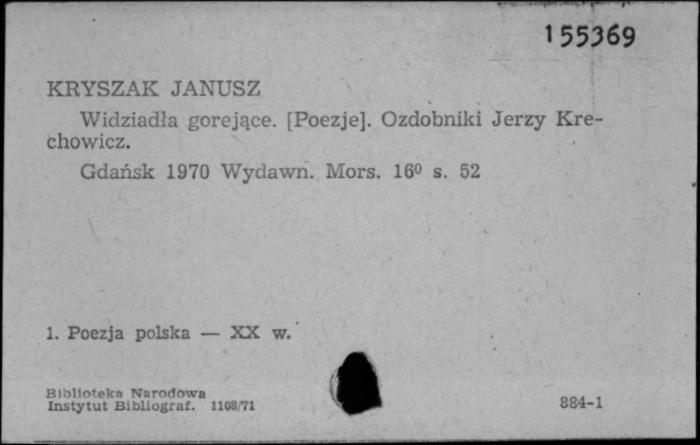 155369
KRYSZAK JANUSZ
Widziadła gorejące. [Poezje]. Ozdobniki Jerzy Kre-
chowicz.
Gdańsk 1970 Wydawn. Mors. 16⁰ s. 52
1. Poezja polska — XX w.
Biblioteka Narodowa
Instytut Bibliograf. 1103/71
884-1